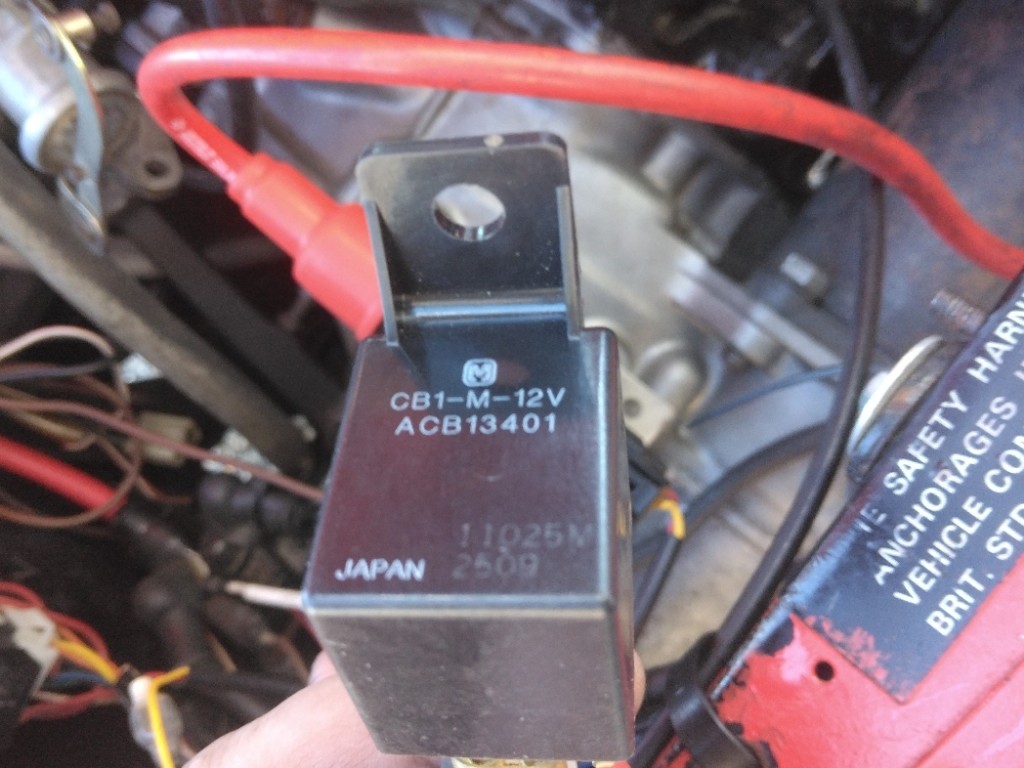 M
CB1-M-12V
ACB13401
11025M
2509
JAPAN
SAFETY HARN
ANCHORAGES
VEHICLE CO
BRIT. ST